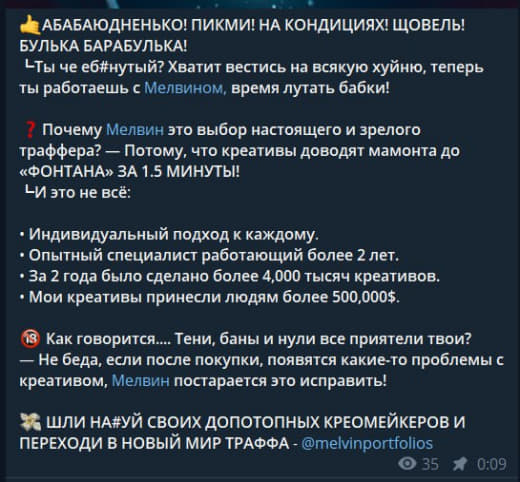 🤙АБАБАЮДНЕНЬКО! ПИКМИ! НА КОНДИЦИЯХ! ЩОВЕЛЬ!
БУЛЬКА БАРАБУЛЬКА!
┗Ты че еб#нутый? Хватит вестись на всякую хуйню, теперь
ты работаешь с Мелвином, время лутать бабки!
❓ Почему Мелвин это выбор настоящего и зрелого
траффера? — Потому, что креативы доводят мамонта до
«ФОНТАНА» ЗА 1.5 МИНУТЫ!
┗И это не всё:
• Индивидуальный подход к каждому.
• Опытный специалист работающий более 2 лет.
• За 2 года было сделано более 4,000 тысяч креативов.
• Мои креативы принесли людям более 500,000$.
🔞 Как говорится.... Тени, баны и нули все приятели твои?
— Не беда, если после покупки, появятся какие-то проблемы с
креативом, Мелвин постарается это исправить!
💸 ШЛИ НА#УЙ СВОИХ ДОПОТОПНЫХ КРЕОМЕЙКЕРОВ И
ПЕРЕХОДИ В НОВЫЙ МИР ТРАФФА - @melvinportfolios
35 0:09